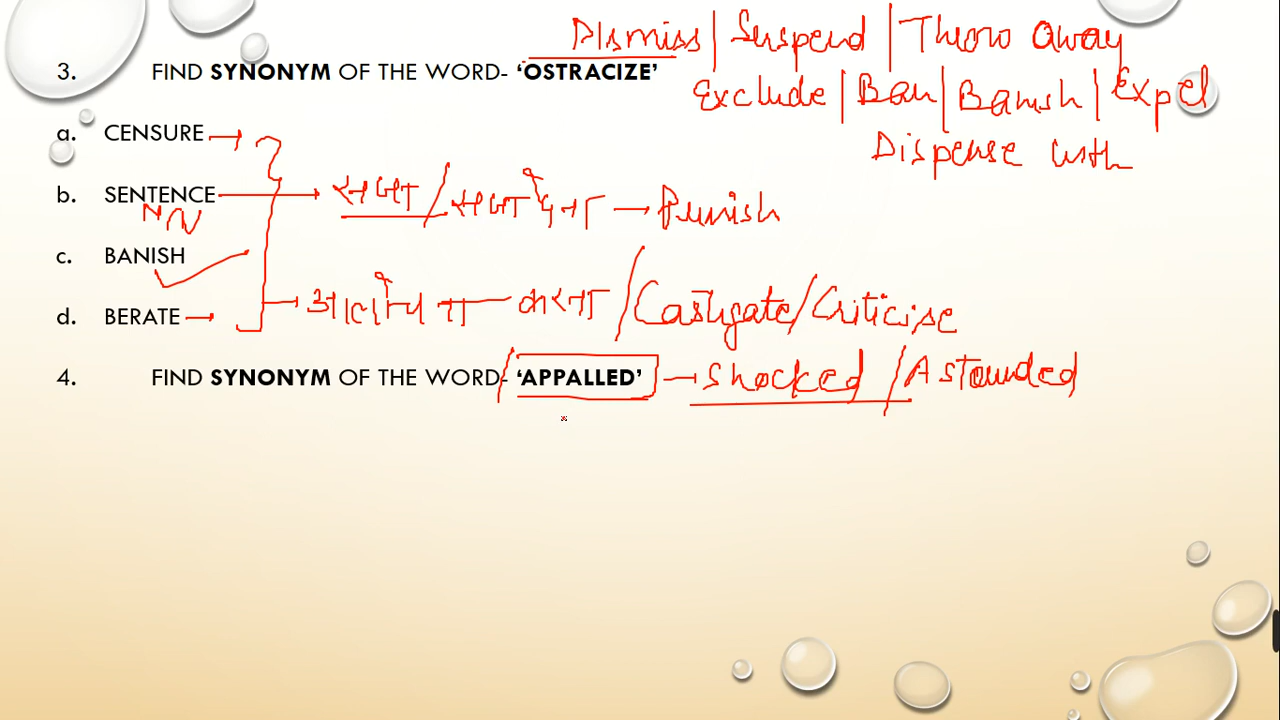 Dismiss | Suspend | Throw away
3. FIND SYNONYM OF THE WORD- ‘OSTRACIZE’
Exclude | Ban | Banish | Expel
Dispense with
a. CENSURE
b. SENTENCE → सजा / सजा देना → Punish
c. BANISH
d. BERATE → आलोचना करना / Castigate / Criticise
4. FIND SYNONYM OF THE WORD- ‘APPALLED’ → Shocked / Astounded